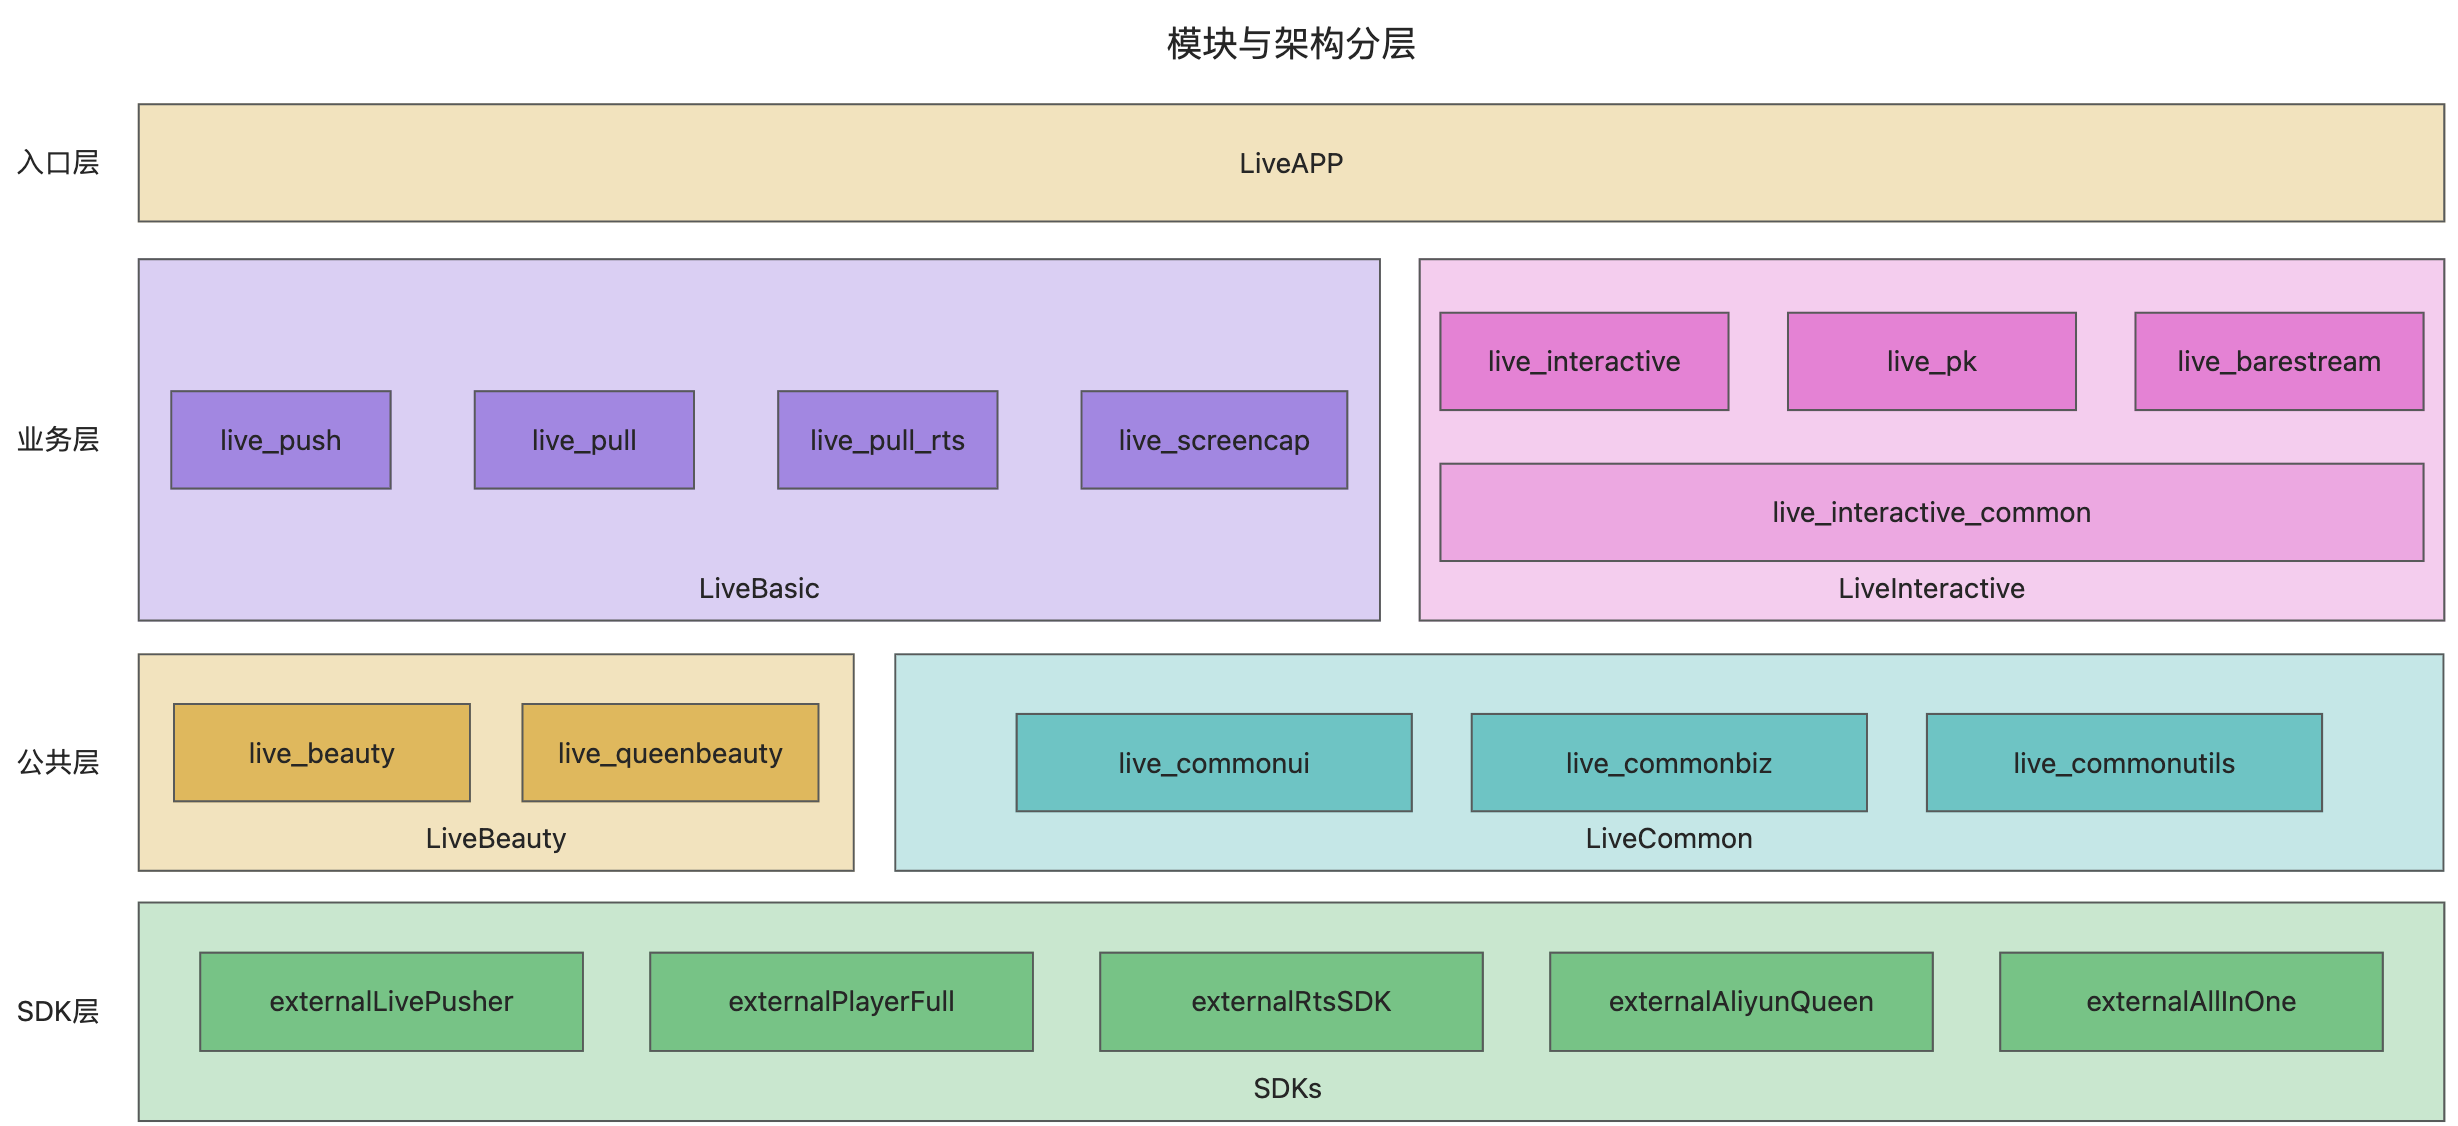 模块与架构分层
入口层
LiveAPP
业务层
live_push
live_pull
live_pull_rts
live_screencap
LiveBasic
live_interactive
live_pk
live_barestream
live_interactive_common
LiveInteractive
公共层
live_beauty
live_queenbeauty
LiveBeauty
live_commonui
live_commonbiz
live_commonutils
LiveCommon
SDK层
externalLivePusher
externalPlayerFull
externalRtsSDK
externalAliyunQueen
externalAllInOne
SDKs